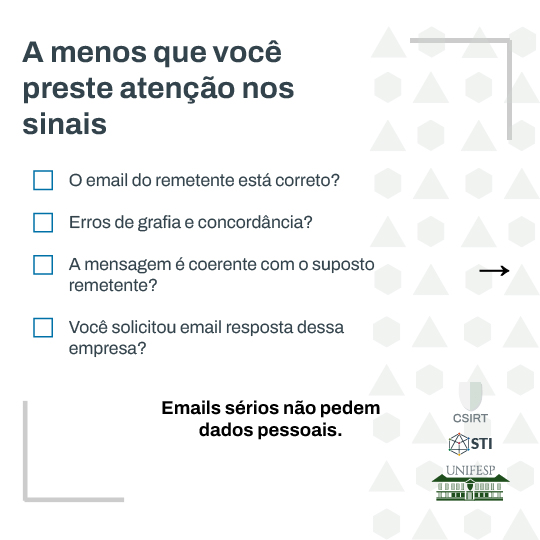 A menos que você
preste atenção nos
sinais
O email do remetente está correto?
Erros de grafia e concordância?
A mensagem é coerente com o suposto
remetente?
Você solicitou email resposta dessa
empresa?
Emails sérios não pedem
dados pessoais.
CSIRT
STI
UNIFESP